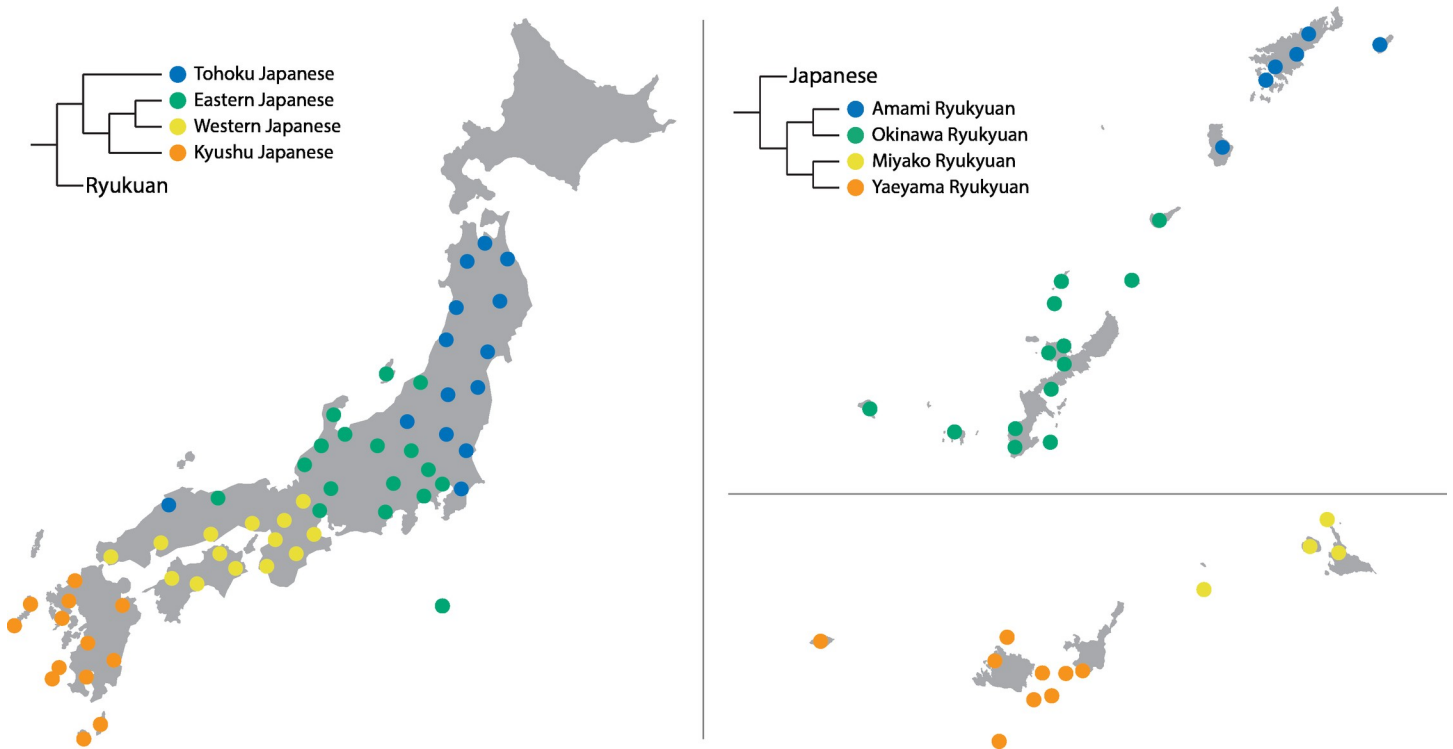 Tohoku Japanese
Eastern Japanese
Western Japanese
Kyushu Japanese
Ryukuan
Japanese
Amami Ryukyuan
Okinawa Ryukyuan
Miyako Ryukyuan
Yaeyama Ryukyuan